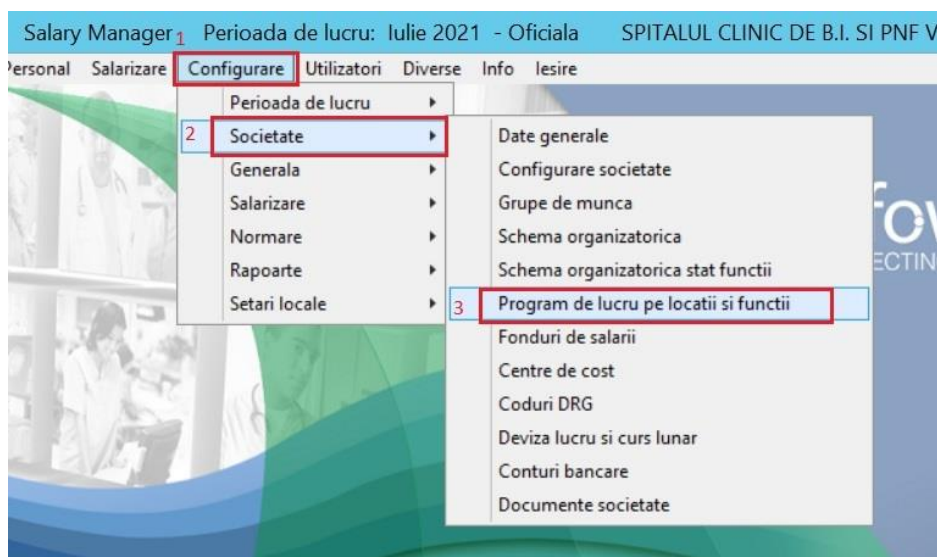 Salary Manager 1 Perioada de lucru: Iulie 2021 - Oficiala SPITALUL CLINIC DE B.I. SI PNF V
Personal Salarizare Configurare Utilizatori Diverse Info Iesire
Perioada de lucru
2 Societate
Generala
Salarizare
Normare
Rapoarte
Setari locale
Date generale
Configurare societate
Grupe de munca
Schema organizatorica
Schema organizatorica stat functii
3 Program de lucru pe locatii si functii
Fonduri de salarii
Centre de cost
Coduri DRG
Deviza lucru si curs lunar
Conturi bancare
Documente societate
ECTIN